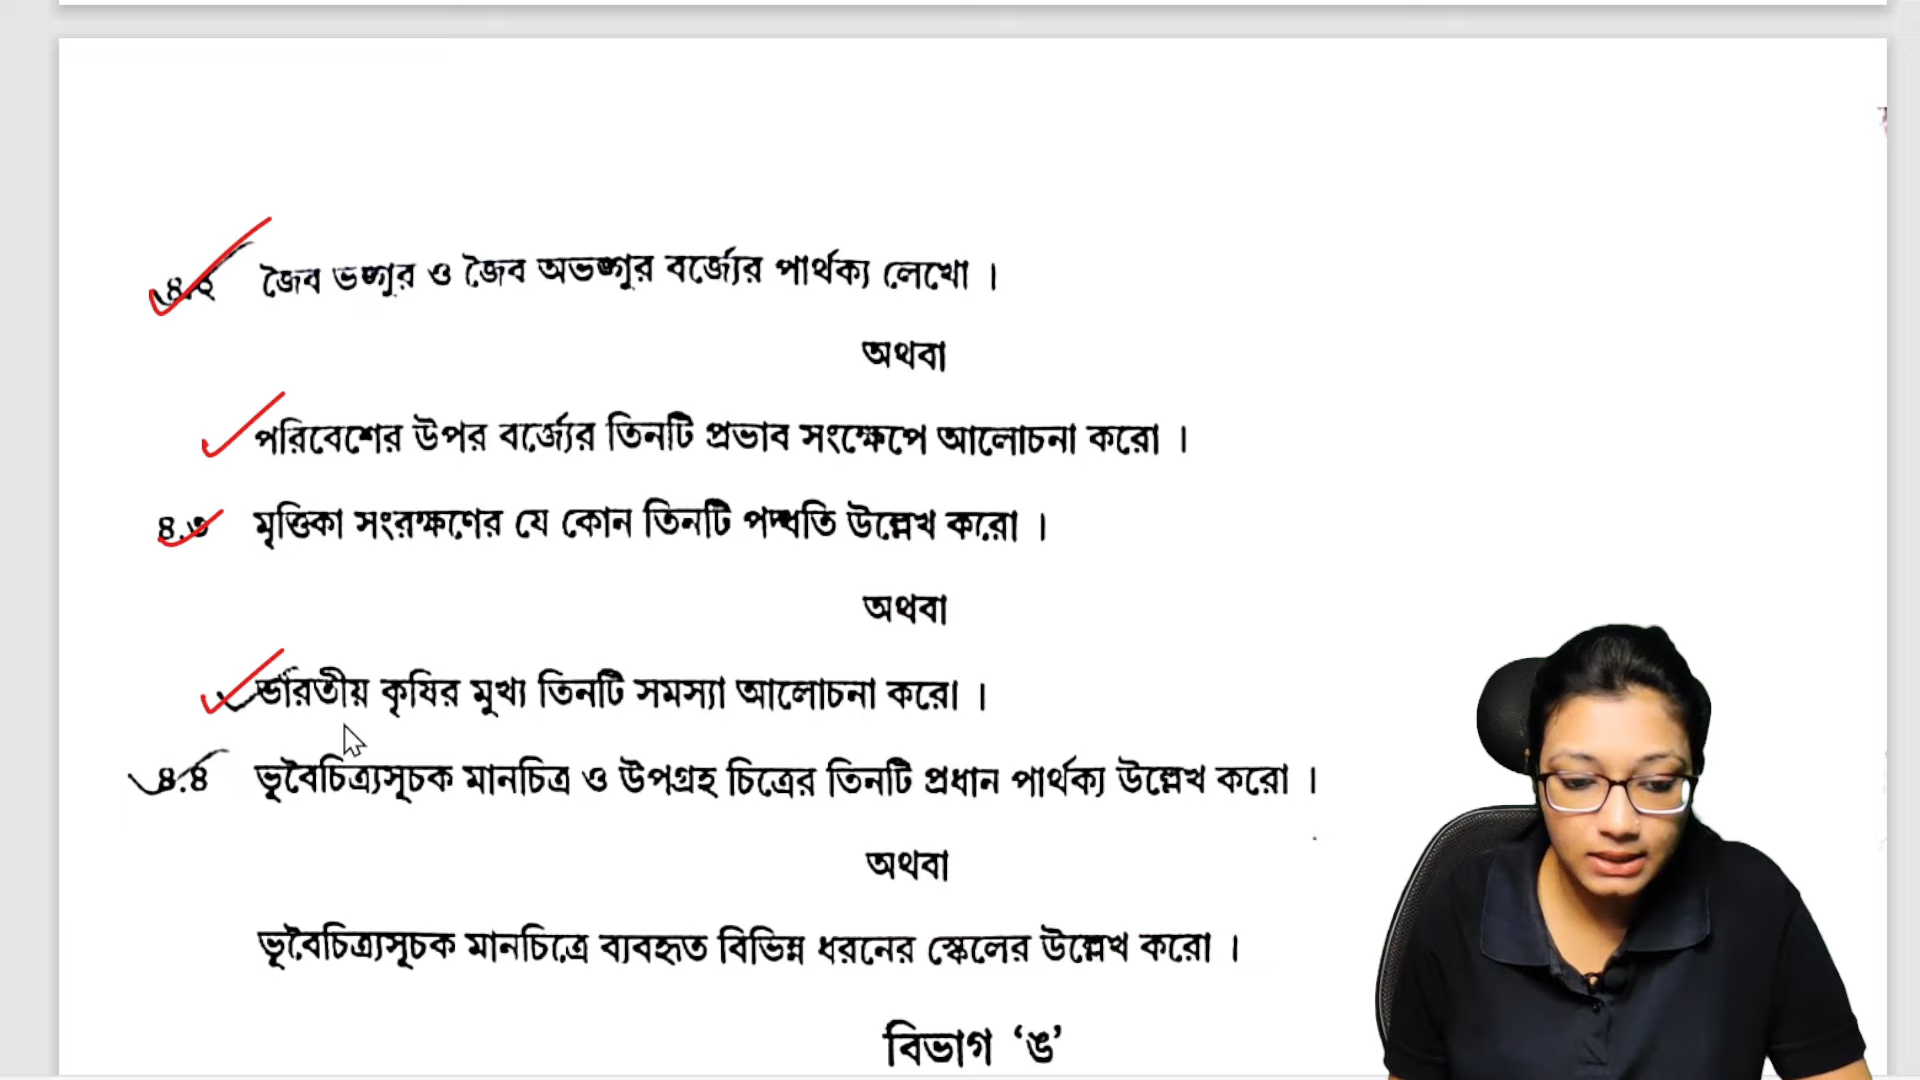 ৪.২ জৈব ভঙ্গুর ও জৈব অভঙ্গুর বর্জ্যের পার্থক্য লেখো ।
অথবা
পরিবেশের উপর বর্জ্যের তিনটি প্রভাব সংক্ষেপে আলোচনা করো ।
৪.৩ মৃত্তিকা সংরক্ষণের যে কোন তিনটি পদ্ধতি উল্লেখ করো ।
অথবা
ভারতীয় কৃষির মুখ্য তিনটি সমস্যা আলোচনা করো ।
৪.৪ ভূবৈচিত্র্যসূচক মানচিত্র ও উপগ্রহ চিত্রের তিনটি প্রধান পার্থক্য উল্লেখ করো ।
অথবা
ভূবৈচিত্র্যসূচক মানচিত্রে ব্যবহৃত বিভিন্ন ধরনের স্কেলের উল্লেখ করো ।
বিভাগ ‘ঙ’